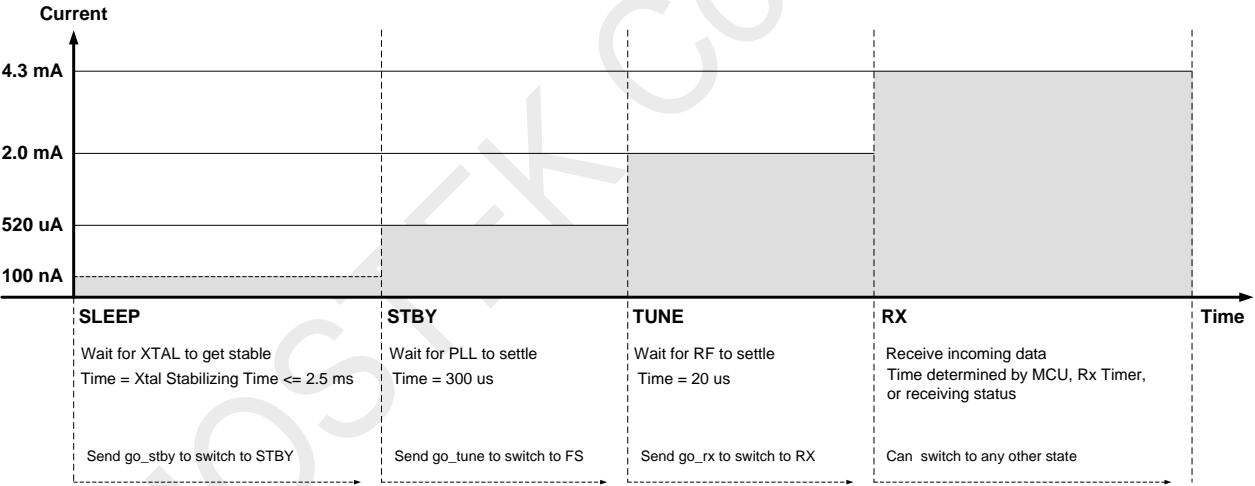 Current
4.3 mA
2.0 mA
520 uA
100 nA
SLEEP
STBY
TUNE
RX
Time
Wait for XTAL to get stable
Time = Xtal Stabilizing Time <= 2.5 ms
Wait for PLL to settle
Time = 300 us
Wait for RF to settle
Time = 20 us
Receive incoming data
Time determined by MCU, Rx Timer,
or receiving status
Send go_stby to switch to STBY
Send go_tune to switch to FS
Send go_rx to switch to RX
Can switch to any other state